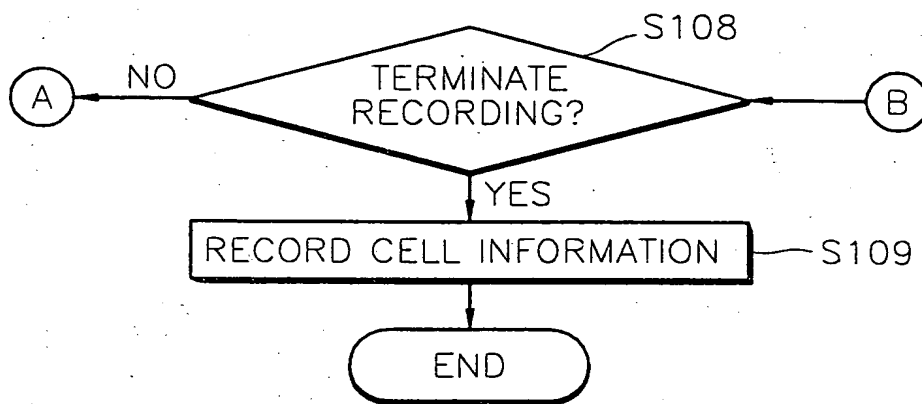 S108
A
NO
TERMINATE
RECORDING?
B
YES
RECORD CELL INFORMATION
S109
END